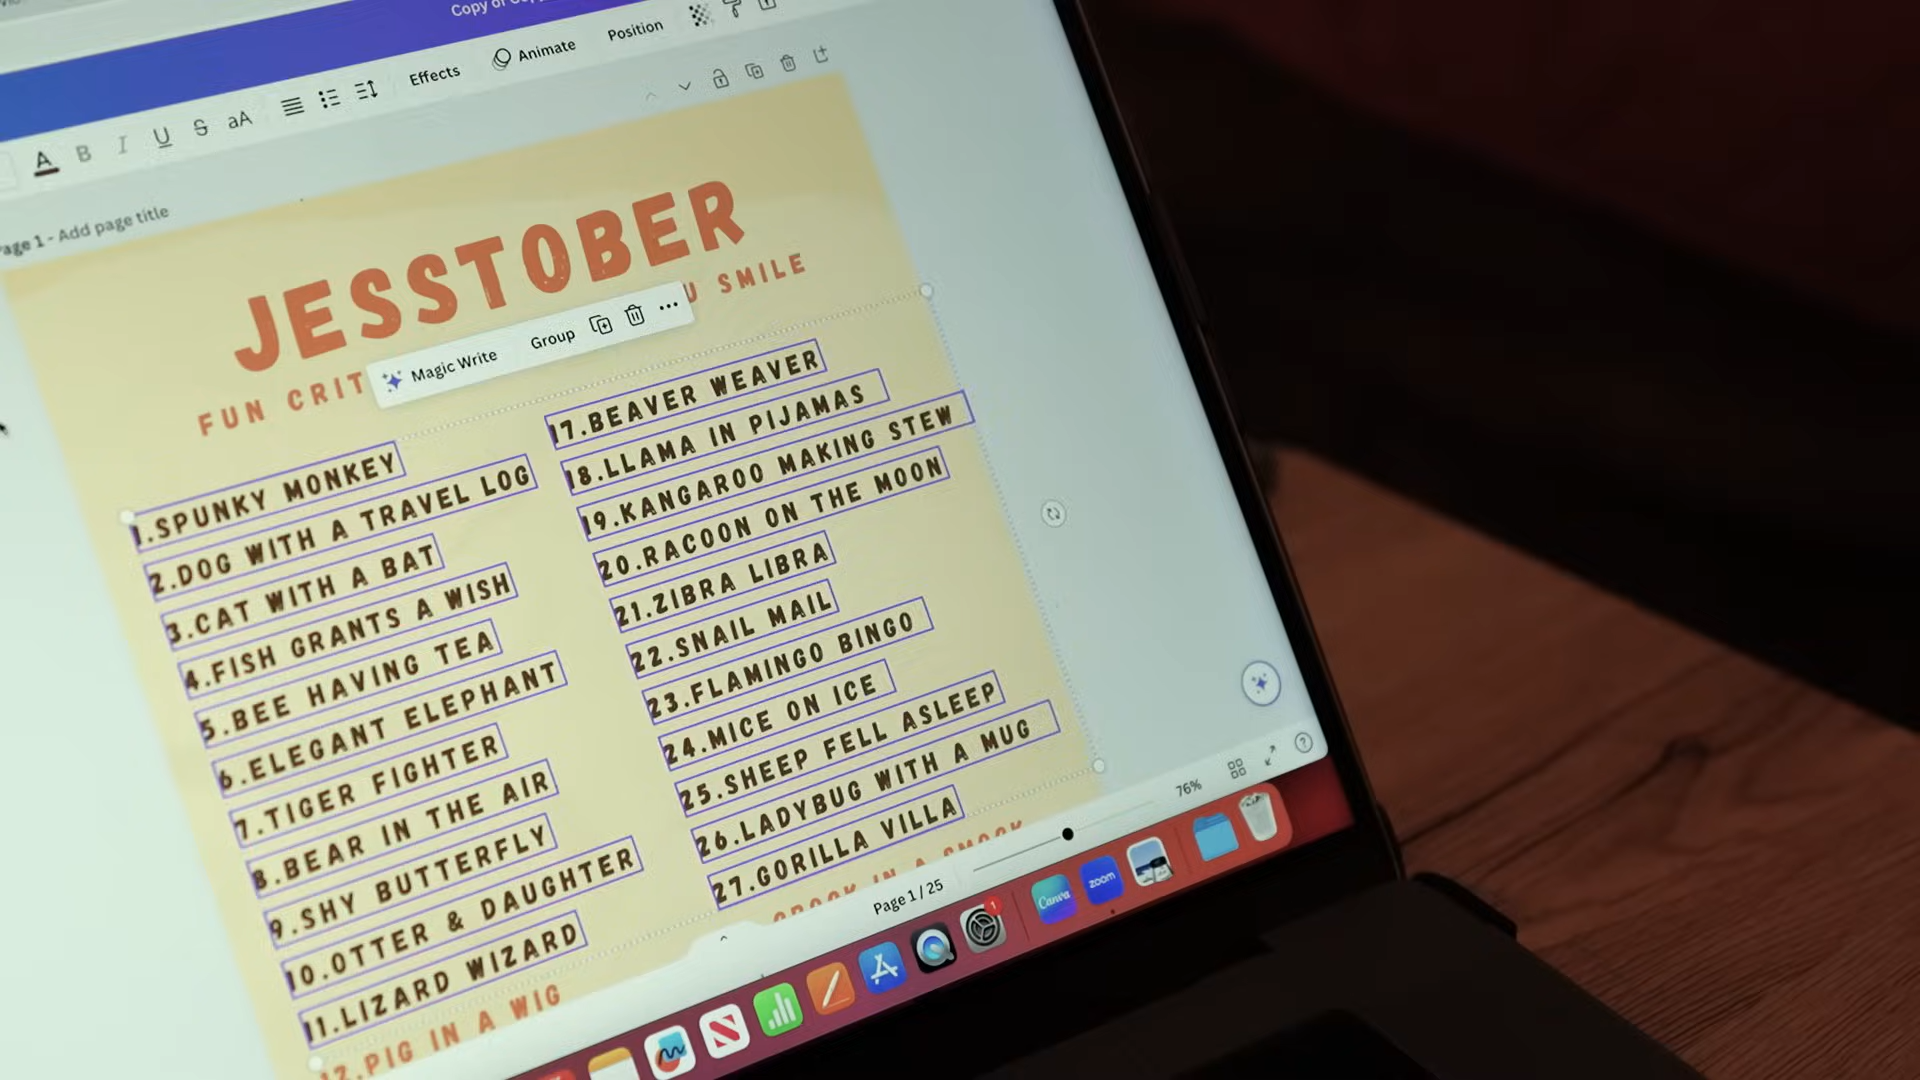 Copy of
Effects
Animate
Position
A B I U S aA
Page 1 - Add page title
JESSTOBER
FUN CRIT U SMILE
Magic Write
Group
1.SPUNKY MONKEY
2.DOG WITH A TRAVEL LOG
3.CAT WITH A BAT
4.FISH GRANTS A WISH
5.BEE HAVING TEA
6.ELEGANT ELEPHANT
7.TIGER FIGHTER
8.BEAR IN THE AIR
9.SHY BUTTERFLY
10.OTTER & DAUGHTER
11.LIZARD WIZARD
12.PIG IN A WIG
17.BEAVER WEAVER
18.LLAMA IN PIJAMAS
19.KANGAROO MAKING STEW
20.RACOON ON THE MOON
21.ZIBRA LIBRA
22.SNAIL MAIL
23.FLAMINGO BINGO
24.MICE ON ICE
25.SHEEP FELL ASLEEP
26.LADYBUG WITH A MUG
27.GORILLA VILLA
IN A SMOCK
Page 1 / 25
76%
1
Canva
zoom